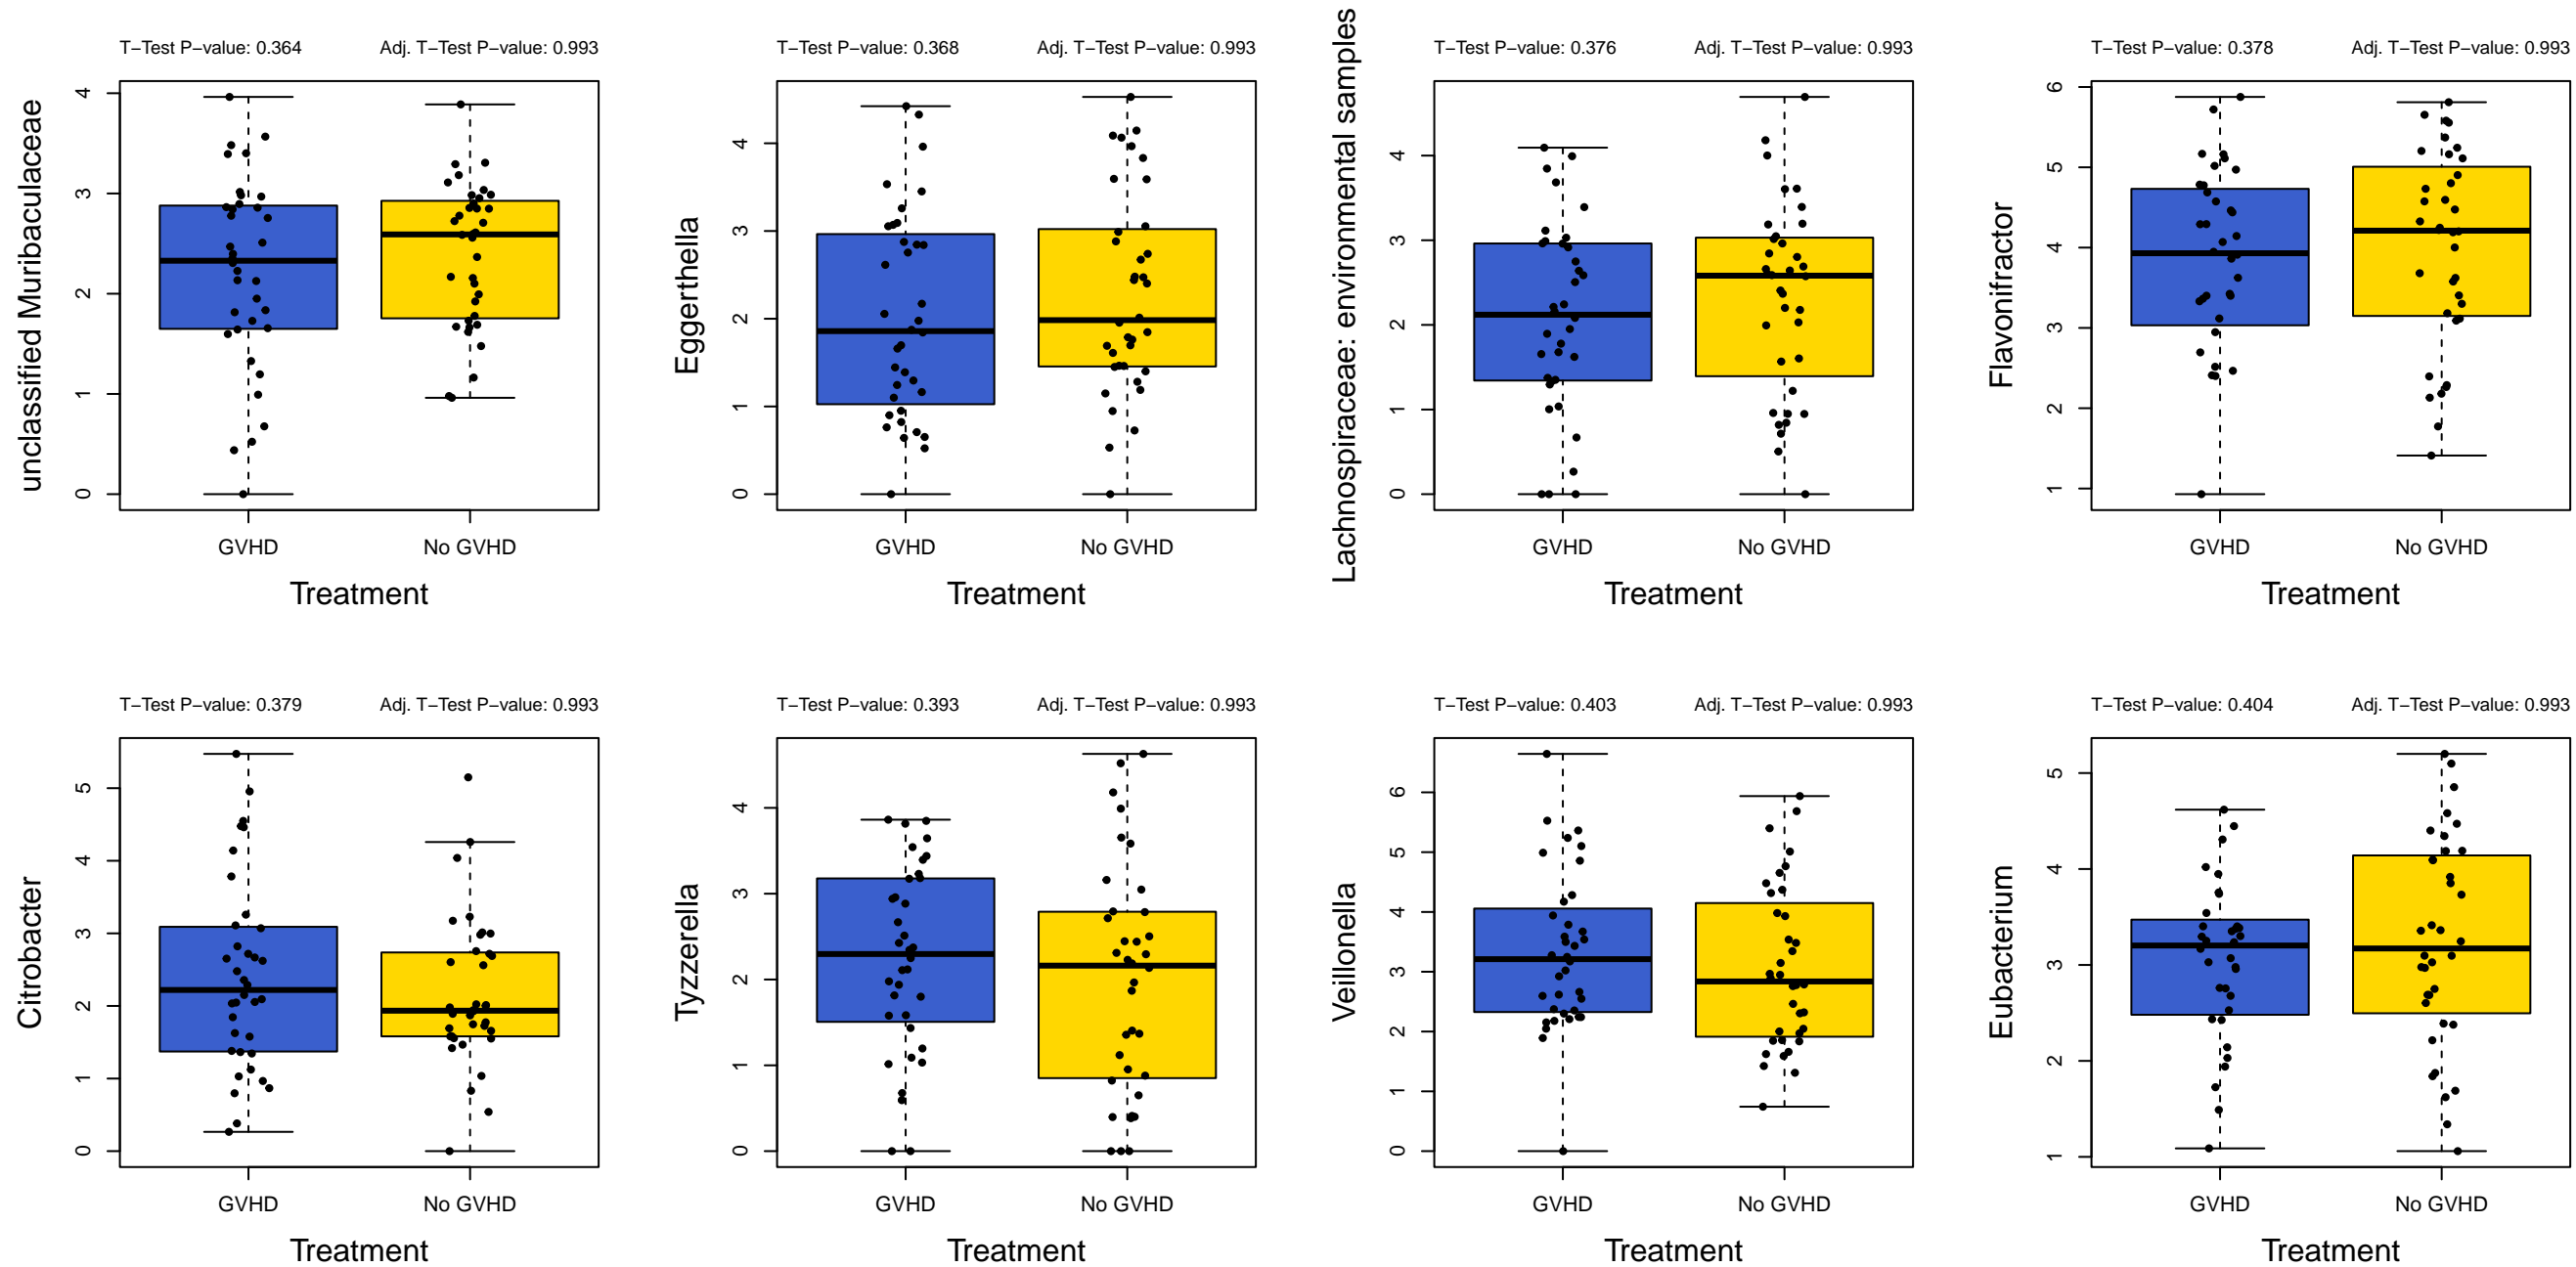 T−Test P−value: 0.364 Adj. T−Test P−value: 0.993
unclassified Muribaculaceae
4
3
2
1
0
GVHD No GVHD
Treatment
T−Test P−value: 0.368 Adj. T−Test P−value: 0.993
Eggerthella
4
3
2
1
0
GVHD No GVHD
Treatment
T−Test P−value: 0.376 Adj. T−Test P−value: 0.993
Lachnospiraceae: environmental samples
4
3
2
1
0
GVHD No GVHD
Treatment
T−Test P−value: 0.378 Adj. T−Test P−value: 0.993
Flavonifractor
6
5
4
3
2
1
GVHD No GVHD
Treatment
T−Test P−value: 0.379 Adj. T−Test P−value: 0.993
Citrobacter
5
4
3
2
1
0
GVHD No GVHD
Treatment
T−Test P−value: 0.393 Adj. T−Test P−value: 0.993
Tyzzerella
4
3
2
1
0
GVHD No GVHD
Treatment
T−Test P−value: 0.403 Adj. T−Test P−value: 0.993
Veillonella
6
5
4
3
2
1
0
GVHD No GVHD
Treatment
T−Test P−value: 0.404 Adj. T−Test P−value: 0.993
Eubacterium
5
4
3
2
1
GVHD No GVHD
Treatment